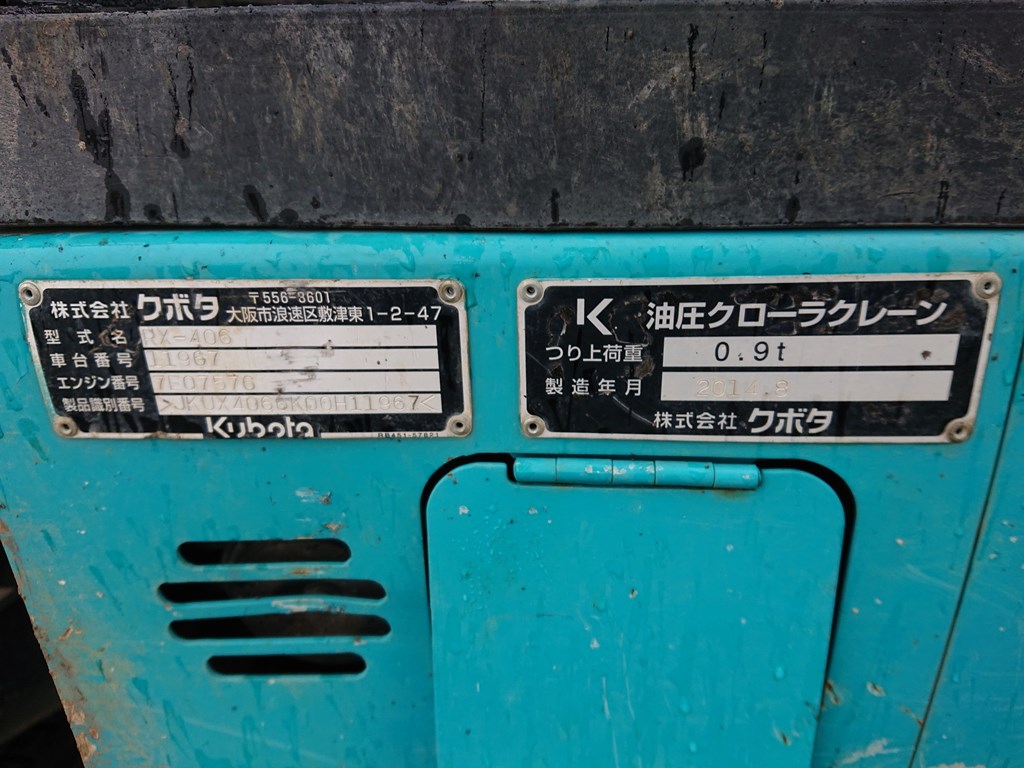 株式会社 クボタ 〒556-8601
大阪市浪速区敷津東1-2-47
型式名 RX-406
車台番号 11967
エンジン番号 7F07576
製品識別番号
Kubota
K 油圧クローラクレーン
つり上荷重 0.9t
製造年月 2014.8
株式会社 クボタ